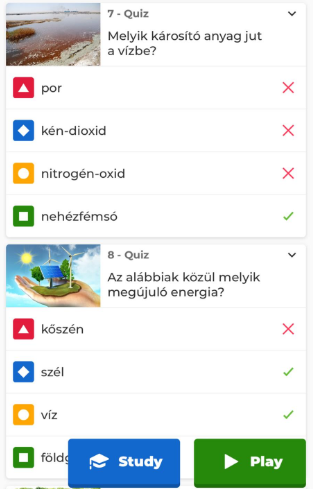 7 - Quiz
Melyik károsító anyag jut
a vízbe?
por
kén-dioxid
nitrogén-oxid
nehézfémsó
8 - Quiz
Az alábbiak közül melyik
megújuló energia?
kőszén
szél
víz
Study
Play